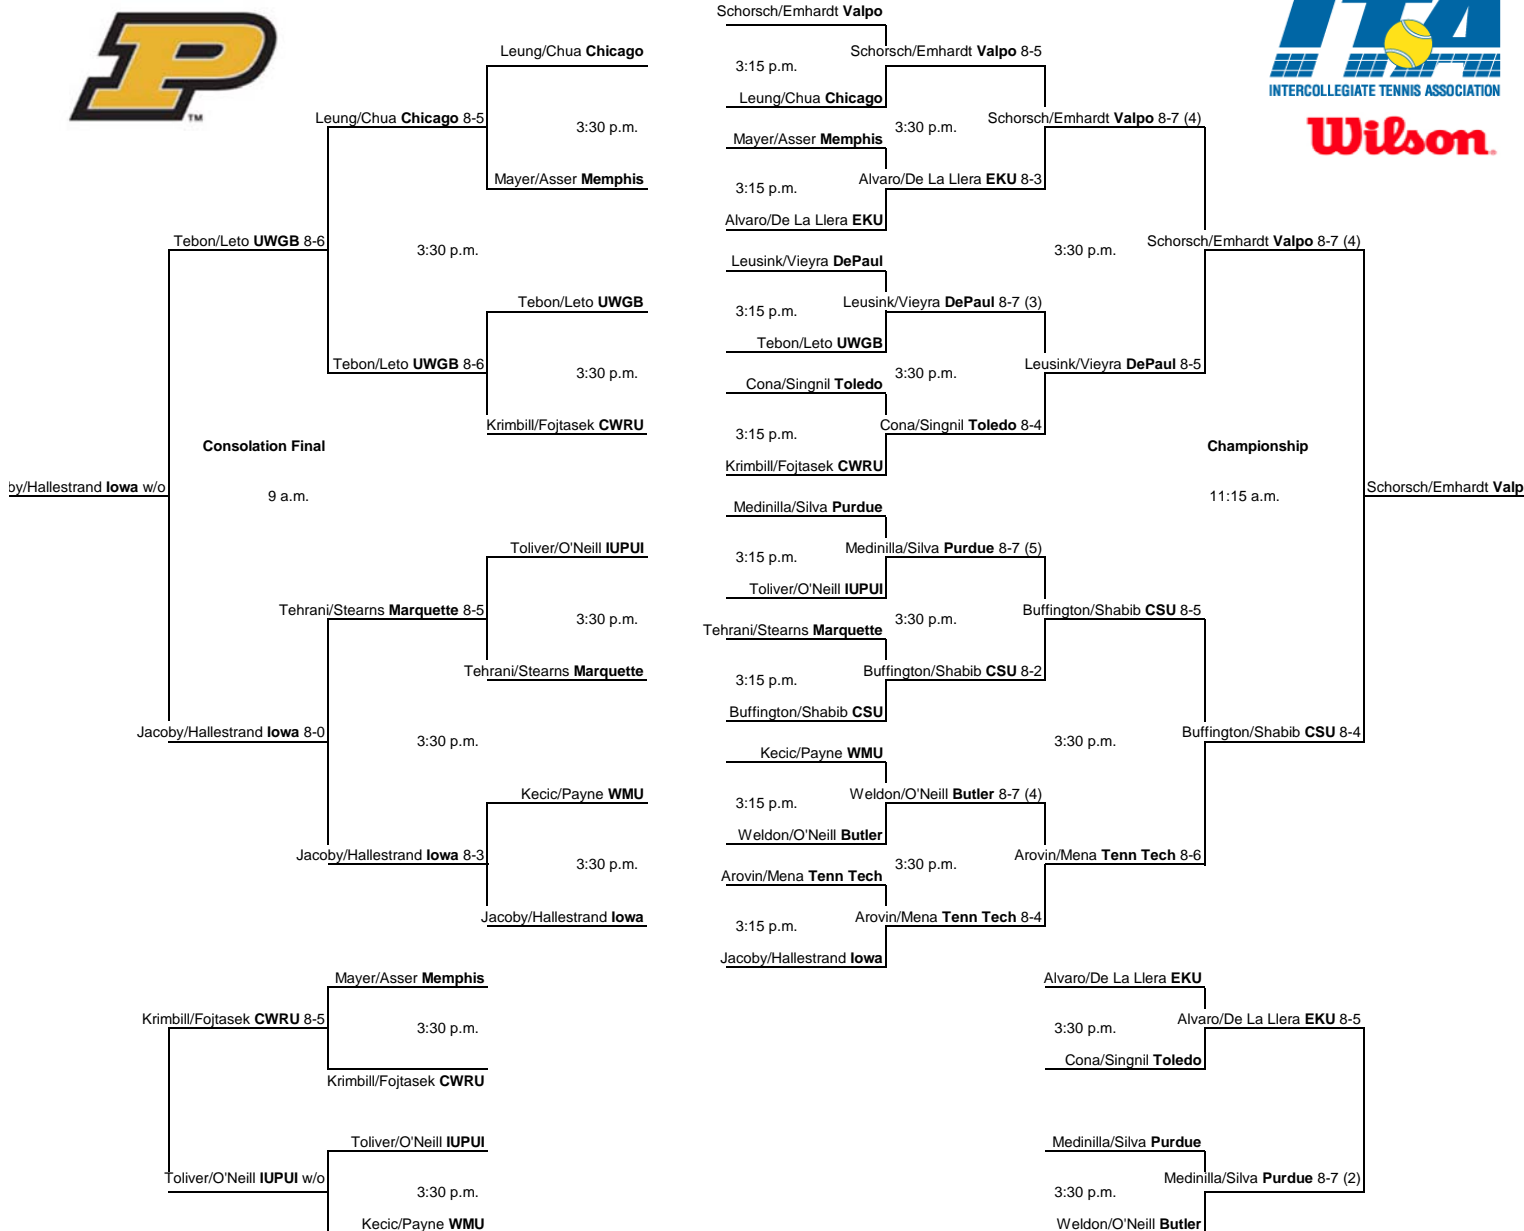 Schorsch/Emhardt Valpo
Leung/Chua Chicago
Schorsch/Emhardt Valpo 8-5
3:15 p.m.
INTERCOLLEGIATE TENNIS ASSOCIATION
Leung/Chua Chicago
Leung/Chua Chicago 8-5
Schorsch/Emhardt Valpo 8-7 (4)
TM
3:30 p.m.
3:30 p.m.
Wilson
Mayer/Asser Memphis
Mayer/Asser Memphis
Alvaro/De La Llera EKU 8-3
3:15 p.m.
Alvaro/De La Llera EKU
Tebon/Leto UWGB 8-6
Schorsch/Emhardt Valpo 8-7 (4)
3:30 p.m.
3:30 p.m.
Leusink/Vieyra DePaul
Tebon/Leto UWGB
Leusink/Vieyra DePaul 8-7 (3)
3:15 p.m.
Tebon/Leto UWGB
Tebon/Leto UWGB 8-6
Leusink/Vieyra DePaul 8-5
3:30 p.m.
3:30 p.m.
Cona/Singnil Toledo
Krimbill/Fojtasek CWRU
Cona/Singnil Toledo 8-4
3:15 p.m.
Consolation Final
Championship
Krimbill/Fojtasek CWRU
by/Hallestrand Iowa w/o
Schorsch/Emhardt Valp
9 a.m.
11:15 a.m.
Medinilla/Silva Purdue
Toliver/O'Neill IUPUI
Medinilla/Silva Purdue 8-7 (5)
3:15 p.m.
Toliver/O'Neill IUPUI
Tehrani/Stearns Marquette 8-5
Buffington/Shabib CSU 8-5
3:30 p.m.
3:30 p.m.
Tehrani/Stearns Marquette
Tehrani/Stearns Marquette
Buffington/Shabib CSU 8-2
3:15 p.m.
Buffington/Shabib CSU
Jacoby/Hallestrand Iowa 8-0
Buffington/Shabib CSU 8-4
3:30 p.m.
3:30 p.m.
Kecic/Payne WMU
Kecic/Payne WMU
Weldon/O'Neill Butler 8-7 (4)
3:15 p.m.
Weldon/O'Neill Butler
Jacoby/Hallestrand Iowa 8-3
Arovin/Mena Tenn Tech 8-6
3:30 p.m.
3:30 p.m.
Arovin/Mena Tenn Tech
Jacoby/Hallestrand Iowa
Arovin/Mena Tenn Tech 8-4
3:15 p.m.
Jacoby/Hallestrand Iowa
Mayer/Asser Memphis
Alvaro/De La Llera EKU
Krimbill/Fojtasek CWRU 8-5
Alvaro/De La Llera EKU 8-5
3:30 p.m.
3:30 p.m.
Cona/Singnil Toledo
Krimbill/Fojtasek CWRU
Toliver/O'Neill IUPUI
Medinilla/Silva Purdue
Toliver/O'Neill IUPUI w/o
Medinilla/Silva Purdue 8-7 (2)
3:30 p.m.
3:30 p.m.
Kecic/Payne WMU
Weldon/O'Neill Butler
P
ITA